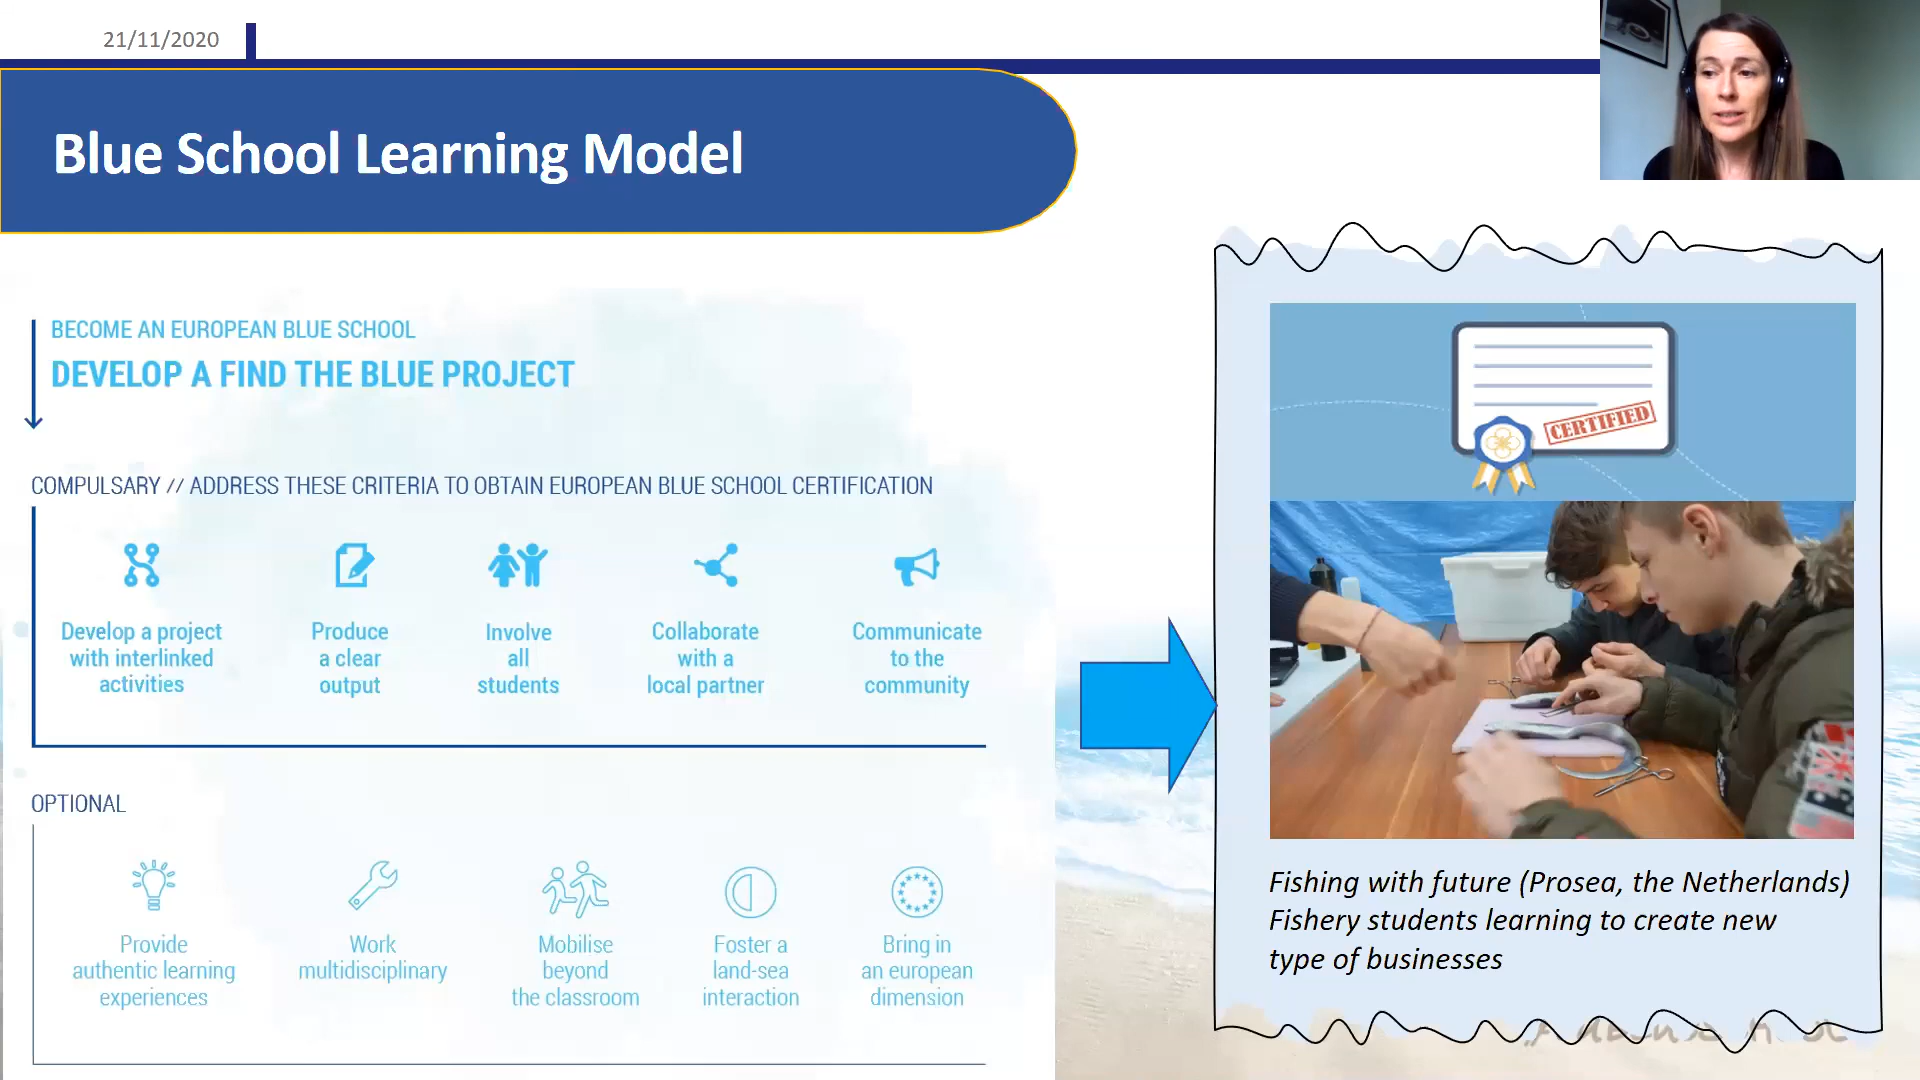 21/11/2020
Blue School Learning Model
BECOME AN EUROPEAN BLUE SCHOOL
DEVELOP A FIND THE BLUE PROJECT
COMPULSARY // ADDRESS THESE CRITERIA TO OBTAIN EUROPEAN BLUE SCHOOL CERTIFICATION
Develop a project
with interlinked
activities
Produce
a clear
output
Involve
all
students
Collaborate
with a
local partner
Communicate
to the
community
OPTIONAL
Provide
authentic learning
experiences
Work
multidisciplinary
Mobilise
beyond
the classroom
Foster a
land-sea
interaction
Bring in
an european
dimension
CERTIFIED
Fishing with future (Prosea, the Netherlands)
Fishery students learning to create new
type of businesses